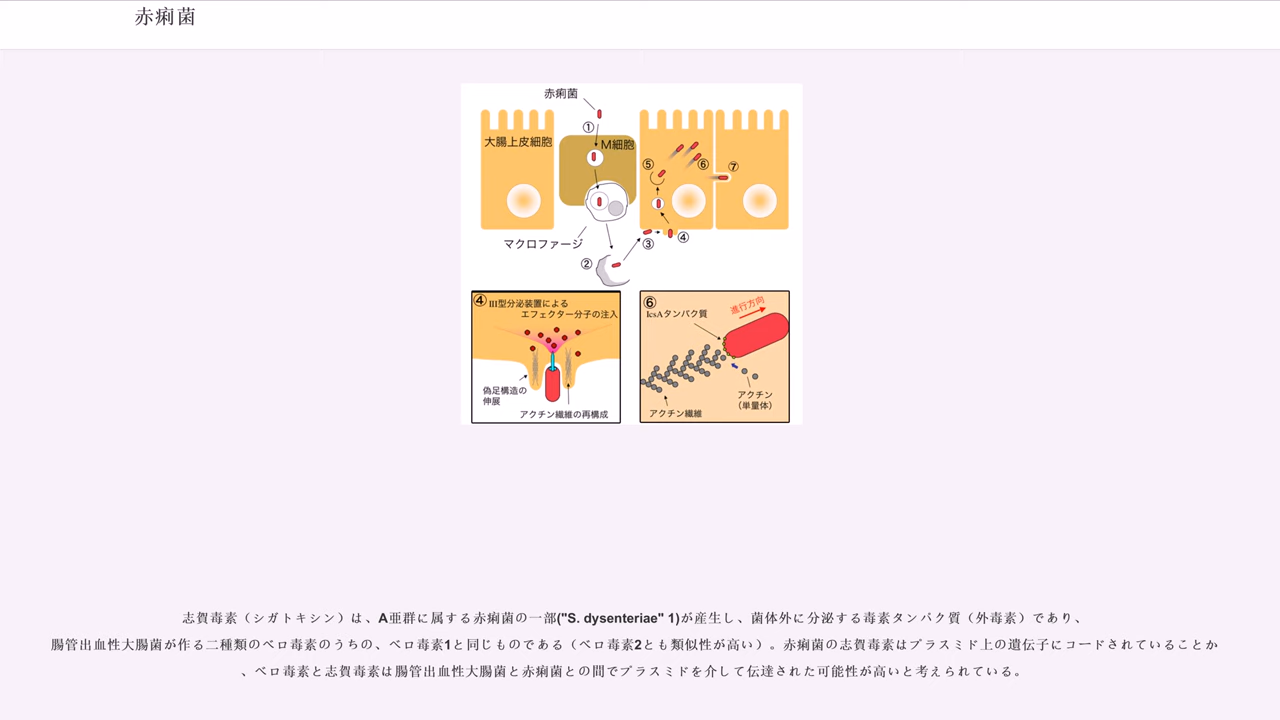 赤痢菌
赤痢菌
①
大腸上皮細胞
M細胞
⑤
⑥
⑦
マクロファージ
②
③
④
④ III型分泌装置による
エフェクター分子の注入
偽足構造の
伸展
アクチン繊維の再構成
⑥
IcsAタンパク質
進行方向
アクチン
（単量体）
アクチン繊維
志賀毒素（シガトキシン）は、A亜群に属する赤痢菌の一部("S. dysenteriae" 1)が産生し、菌体外に分泌する毒素タンパク質（外毒素）であり、
腸管出血性大腸菌が作る二種類のベロ毒素のうちの、ベロ毒素1と同じものである（ベロ毒素2とも類似性が高い）。赤痢菌の志賀毒素はプラスミド上の遺伝子にコードされていることか
、ベロ毒素と志賀毒素は腸管出血性大腸菌と赤痢菌との間でプラスミドを介して伝達された可能性が高いと考えられている。